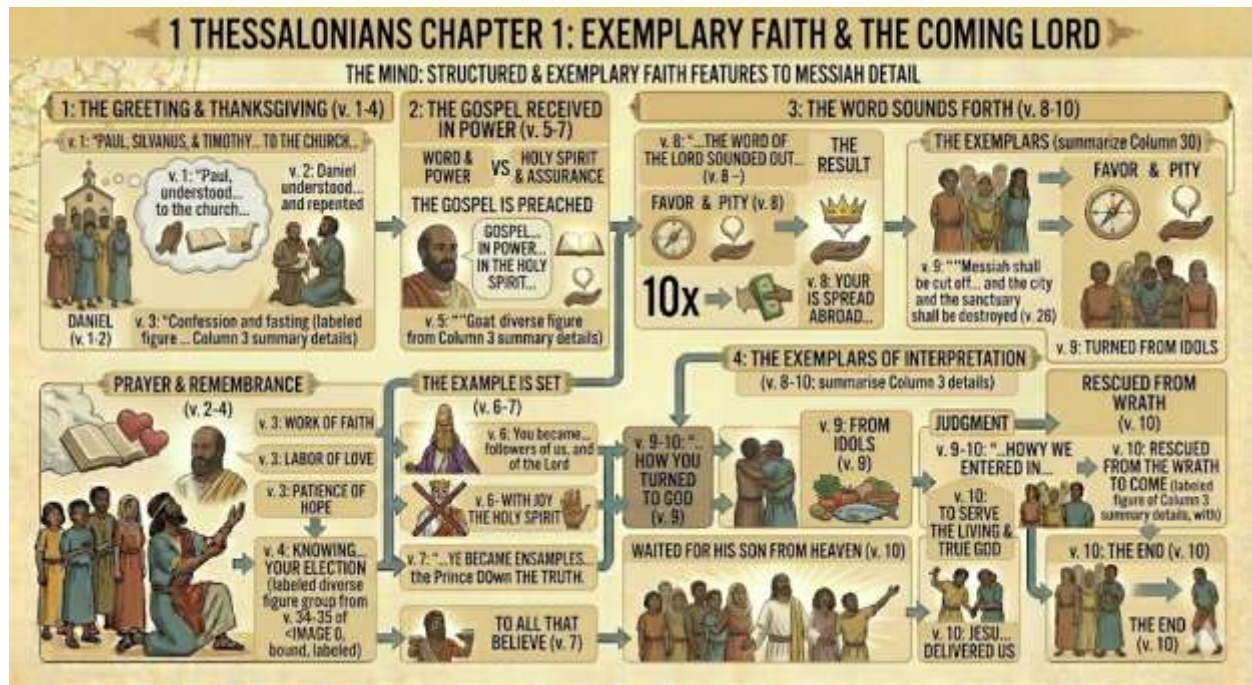 1 THESSALONIANS CHAPTER 1: EXEMPLARY FAITH & THE COMING LORD
THE MIND: STRUCTURED & EXEMPLARY FAITH FEATURES TO MESSIAH DETAIL
1: THE GREETING & THANKSGIVING (v. 1-4)
v. 1: "PAUL, SILVANUS, & TIMOTHY... TO THE CHURCH...
v. 1: "Paul,
understood...
to the church...
v. 2: Daniel
understood...
and repented
DANIEL
(v. 1-2)
v. 3: "Confession and fasting (labeled
figure ... Column 3 summary details)
2: THE GOSPEL RECEIVED
IN POWER (v. 5-7)
WORD &
POWER
VS
HOLY SPIRIT
& ASSURANCE
THE GOSPEL IS PREACHED
GOSPEL...
IN POWER...
IN THE HOLY
SPIRIT...
v. 5: ""Goat diverse figure
from Column 3 summary details)
3: THE WORD SOUNDS FORTH (v. 8-10)
v. 8: "...THE WORD OF
THE LORD SOUNDED OUT...
(v. 8 -)
THE
RESULT
FAVOR & PITY (v. 8)
10x
v. 8: YOUR
IS SPREAD
ABROAD...
THE EXEMPLARS (summarize Column 30)
FAVOR & PITY
v. 9: ""Messiah shall
be cut off... and the city
and the sanctuary
shall be destroyed (v. 26)
v. 9: TURNED FROM IDOLS
PRAYER & REMEMBRANCE
(v. 2-4)
v. 3: WORK OF FAITH
v. 3: LABOR OF LOVE
v. 3: PATIENCE OF
HOPE
v. 4: KNOWING...
YOUR ELECTION
(labeled diverse
figure group from
v. 34-35 of
<IMAGE 0,
bound, labeled)
THE EXAMPLE IS SET
(v. 6-7)
v. 6: You became...
followers of us, and
of the Lord
v. 6- WITH JOY
THE HOLY SPIRIT
v. 7: "...YE BECAME ENSAMPLES...
the Prince DOwn THE TRUTH.
TO ALL THAT
BELIEVE (v. 7)
4: THE EXEMPLARS OF INTERPRETATION
(v. 8-10: summarise Column 3 details)
v. 9-10: "..
HOW YOU
TURNED
TO GOD
(v. 9)
v. 9: FROM
IDOLS
(v. 9)
JUDGMENT
v. 9-10: "...HOWY WE
ENTERED IN...
v. 10:
TO SERVE
THE LIVING &
TRUE GOD
RESCUED FROM
WRATH
(v. 10)
v. 10: RESCUED
FROM THE WRATH
TO COME (labeled
figure of Column 3
summary details, with)
WAITED FOR HIS SON FROM HEAVEN (v. 10)
v. 10: JESU...
DELIVERED US
v. 10: THE END (v. 10)
THE END
(v. 10)